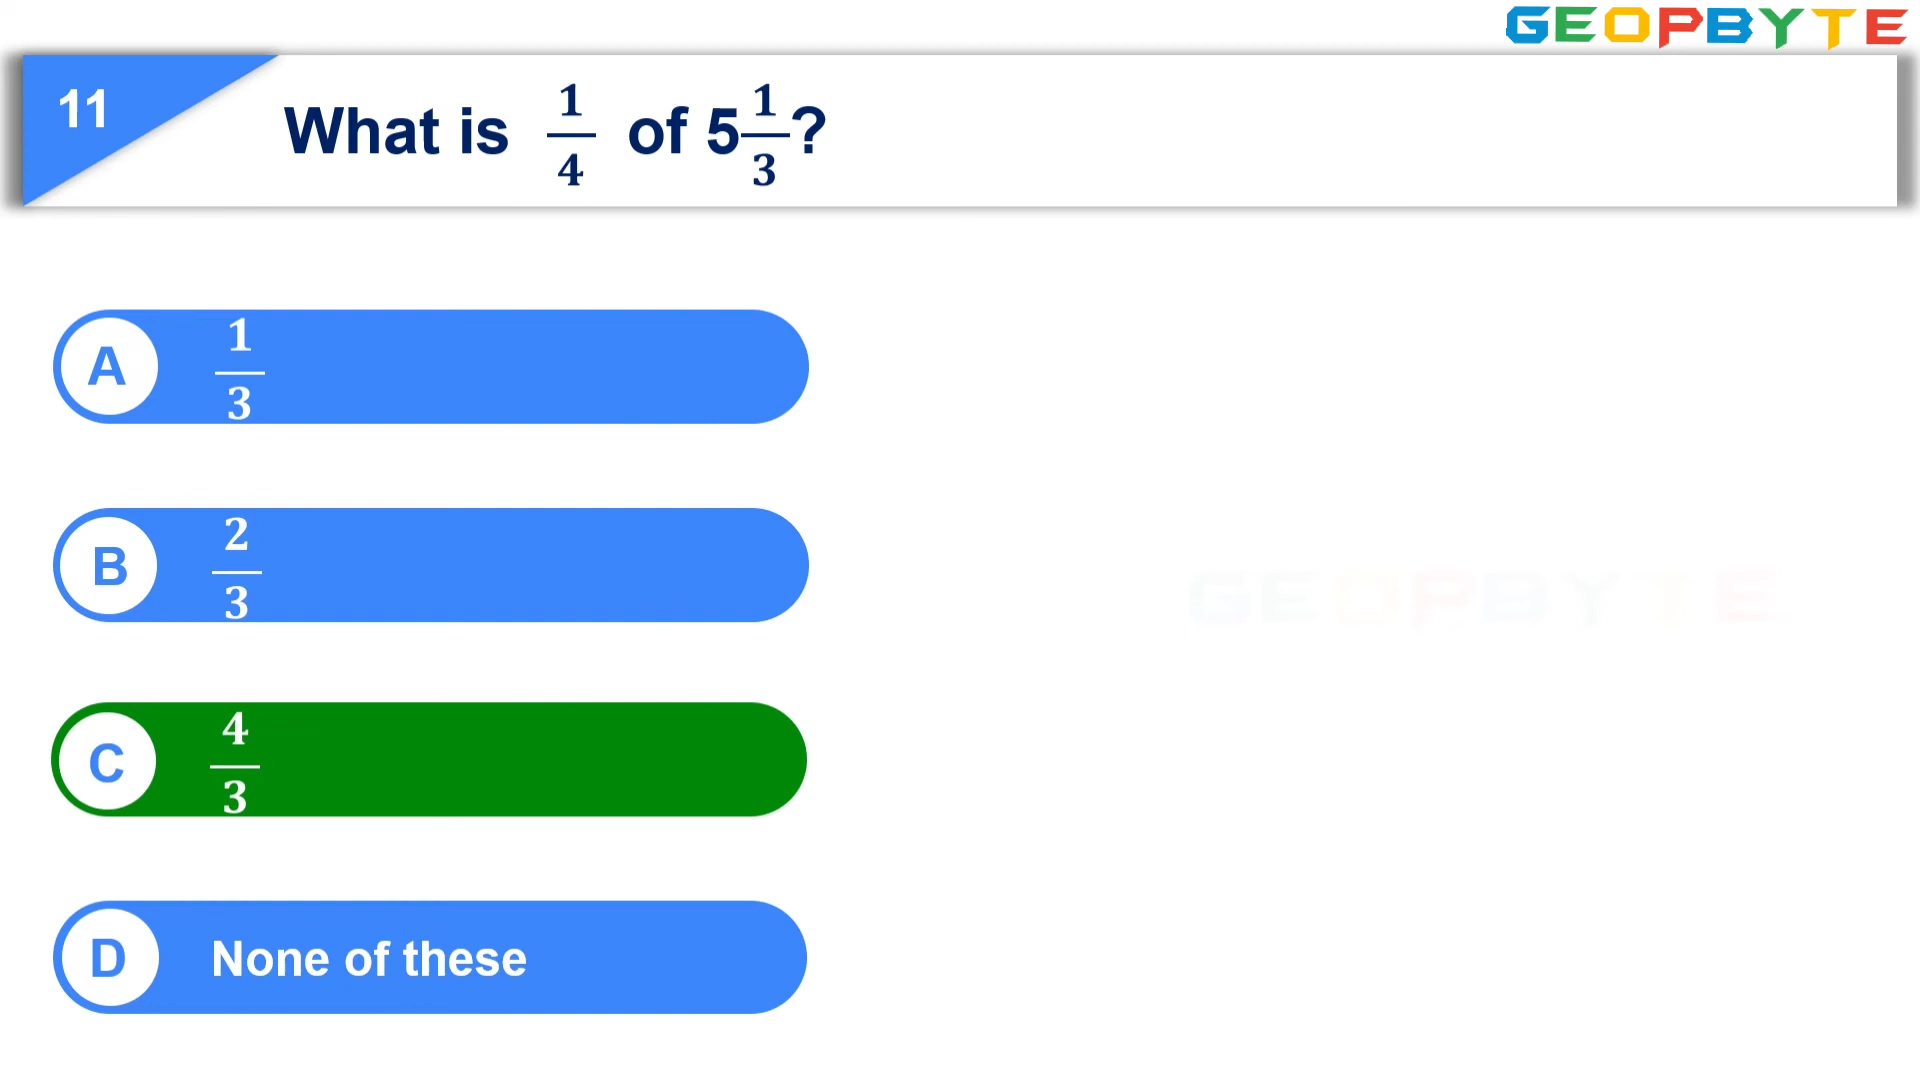 GEOPBYTE
11
What is 1/4 of 5 1/3?
A 1/3
B 2/3
GEOPBYTE
C 4/3
D None of these